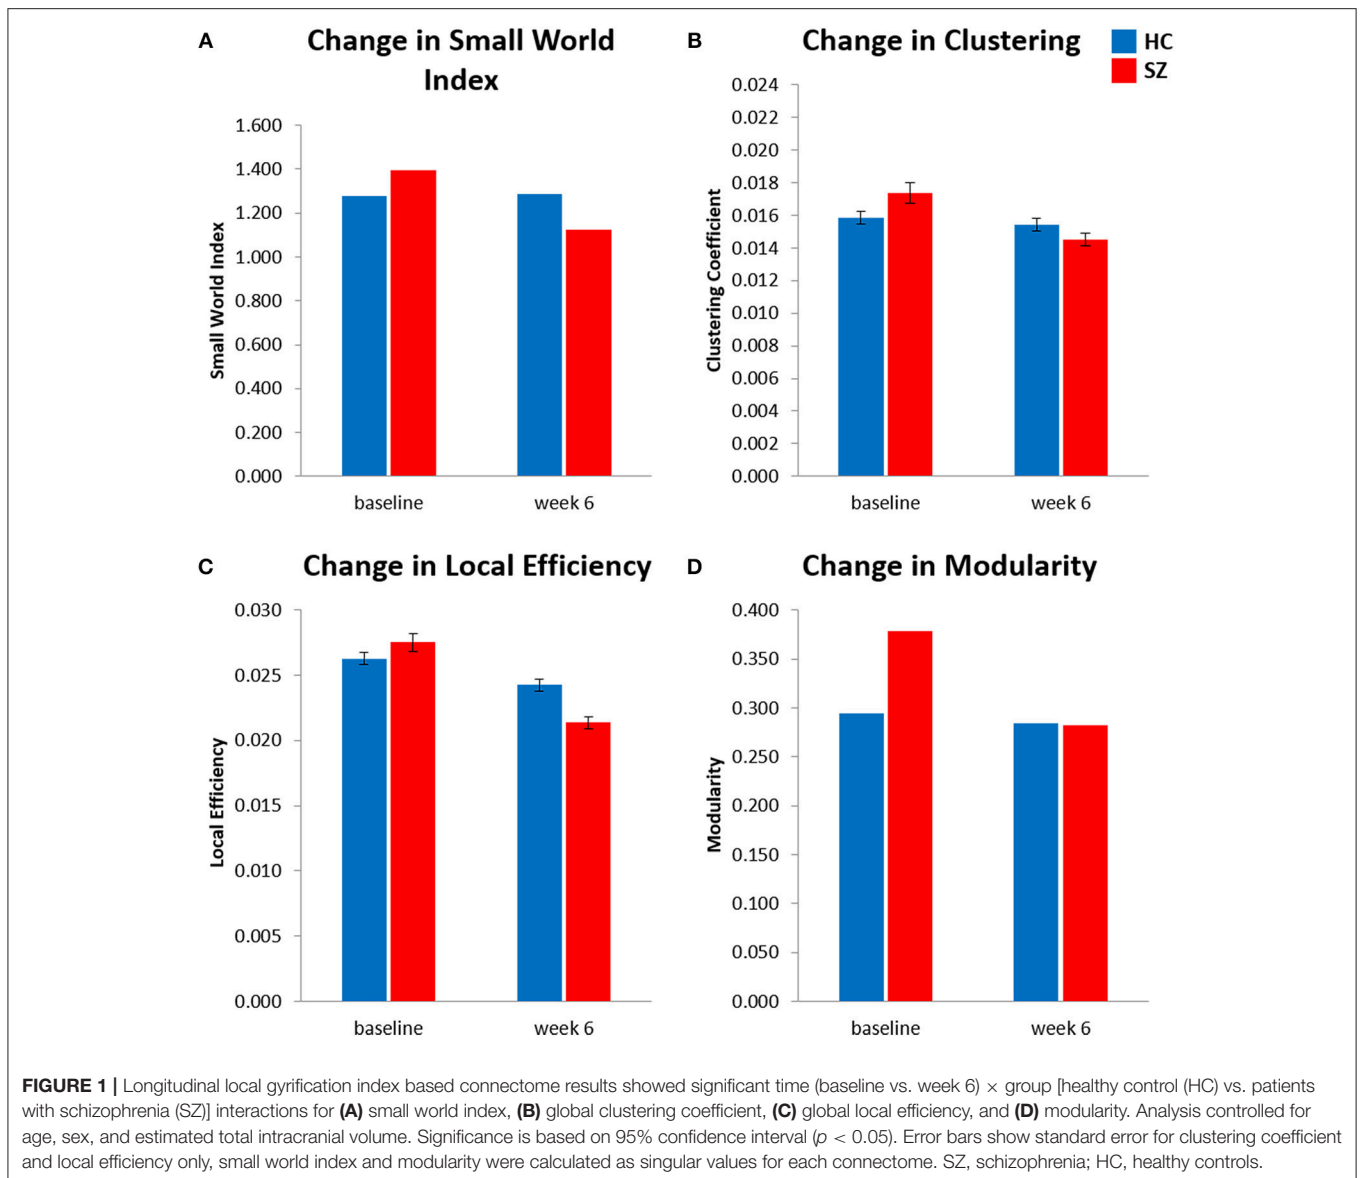 A
Change in Small World
Index
1.600
1.400
1.200
1.000
0.800
0.600
0.400
0.200
0.000
Small World Index
baseline
week 6
B
Change in Clustering
HC
SZ
0.024
0.022
0.020
0.018
0.016
0.014
0.012
0.010
0.008
0.006
0.004
0.002
0.000
Clustering Coefficient
baseline
week 6
C
Change in Local Efficiency
0.030
0.025
0.020
0.015
0.010
0.005
0.000
Local Efficiency
baseline
week 6
D
Change in Modularity
0.400
0.350
0.300
0.250
0.200
0.150
0.100
0.050
0.000
Modularity
baseline
week 6
FIGURE 1 | Longitudinal local gyrification index based connectome results showed significant time (baseline vs. week 6) × group [healthy control (HC) vs. patients
with schizophrenia (SZ)] interactions for (A) small world index, (B) global clustering coefficient, (C) global local efficiency, and (D) modularity. Analysis controlled for
age, sex, and estimated total intracranial volume. Significance is based on 95% confidence interval (p < 0.05). Error bars show standard error for clustering coefficient
and local efficiency only, small world index and modularity were calculated as singular values for each connectome. SZ, schizophrenia; HC, healthy controls.